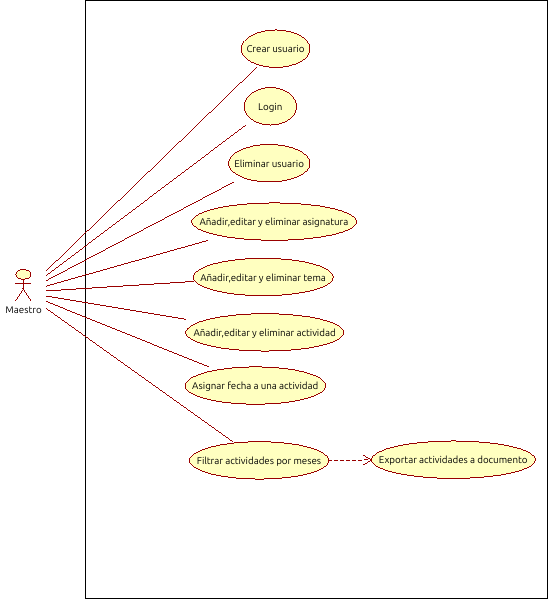 Crear usuario
Login
Eliminar usuario
Añadir,editar y eliminar asignatura
Añadir,editar y eliminar tema
Maestro
Añadir,editar y eliminar actividad
Asignar fecha a una actividad
Filtrar actividades por meses
Exportar actividades a documento